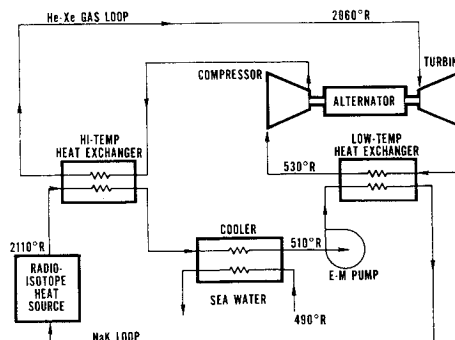 He-Xe GAS LOOP
2060°R
COMPRESSOR
TURBIN
ALTERNATOR
HI-TEMP
HEAT EXCHANGER
LOW-TEMP
HEAT EXCHANGER
530°R
2110°R
COOLER
510°R
RADIO-
ISOTOPE
HEAT
SOURCE
E-M PUMP
SEA WATER
490°R
NaK LOOP